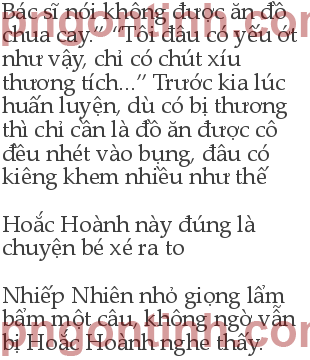 Bác sĩ nói không được ăn đồ
chua cay.” “Tôi đâu có yếu ớt
như vậy, chỉ có chút xíu
thương tích...” Trước kia lúc
huấn luyện, dù có bị thương
thì chỉ cần là đồ ăn được cô
đều nhét vào bụng, đâu có
kiêng khem nhiều như thế
Hoắc Hoành này đúng là
chuyện bé xé ra to
Nhiếp Nhiên nhỏ giọng lẩm
bẩm một câu, không ngờ vẫn
bị Hoắc Hoành nghe thấy.